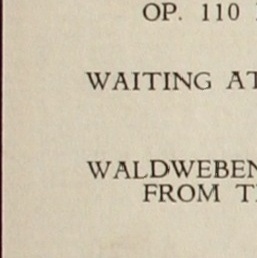 OP. 110
WAITING AT
WALDWEBEN
FROM